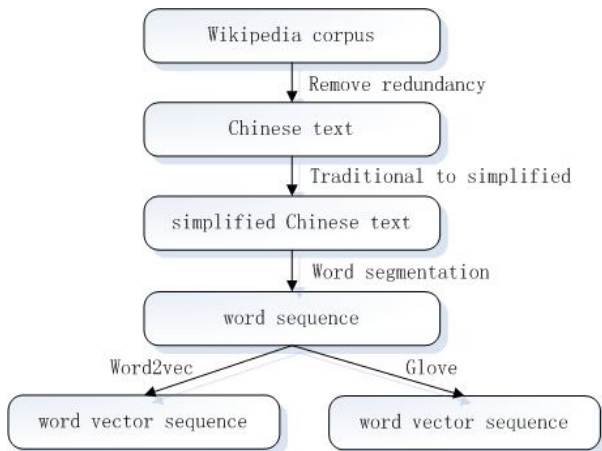 Wikipedia corpus
Remove redundancy
Chinese text
Traditional to simplified
simplified Chinese text
Word segmentation
word sequence
Word2vec
Glove
word vector sequence
word vector sequence